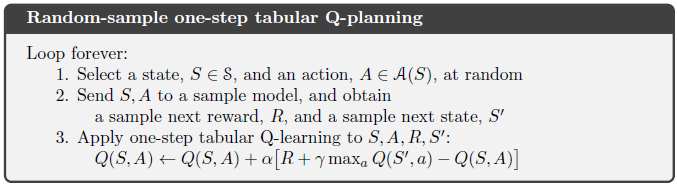 Random-sample one-step tabular Q-planning
Loop forever:
1. Select a state, S ∈ 𝒮, and an action, A ∈ 𝒜(S), at random
2. Send S, A to a sample model, and obtain
a sample next reward, R, and a sample next state, S′
3. Apply one-step tabular Q-learning to S, A, R, S′:
Q(S, A) ← Q(S, A) + α[R + γ maxₐ Q(S′, a) − Q(S, A)]